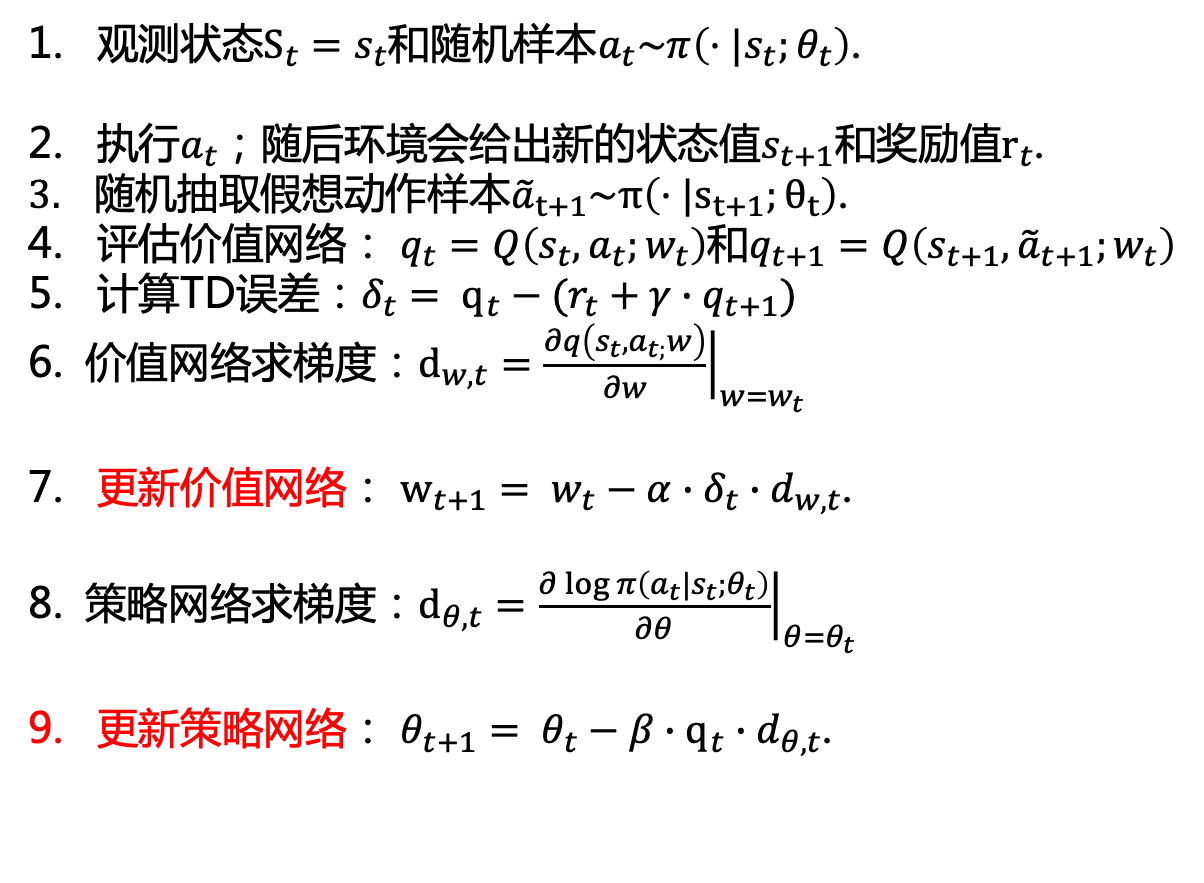 1. 观测状态S_t = s_t和随机样本a_t~π(· |s_t; θ_t).
2. 执行a_t；随后环境会给出新的状态值s_{t+1}和奖励值r_t.
3. 随机抽取假想动作样本ã_{t+1}~π(· |s_{t+1}; θ_t).
4. 评估价值网络： q_t = Q(s_t, a_t; w_t)和q_{t+1} = Q(s_{t+1}, ã_{t+1}; w_t)
5. 计算TD误差：δ_t = q_t − (r_t + γ · q_{t+1})
6. 价值网络求梯度：d_{w,t} = ∂q(s_t,a_{t;}w)/∂w |_{w=w_t}
7. 更新价值网络： w_{t+1} = w_t − α · δ_t · d_{w,t}.
8. 策略网络求梯度：d_{θ,t} = ∂ log π(a_t|s_t;θ_t)/∂θ |_{θ=θ_t}
9. 更新策略网络： θ_{t+1} = θ_t − β · q_t · d_{θ,t}.